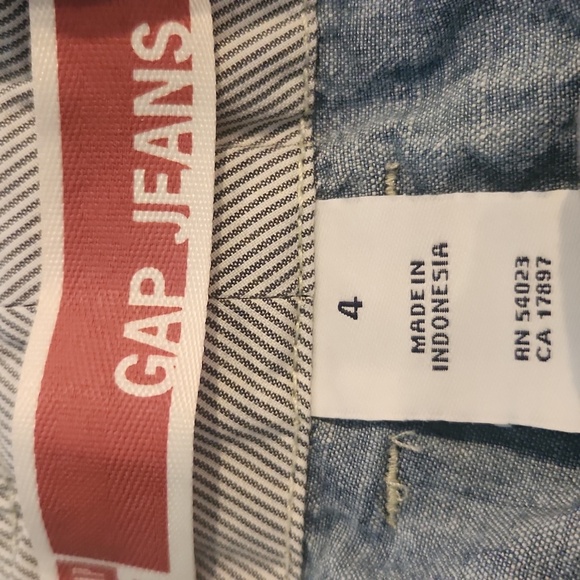 GAP JEANS
4
MADE IN
INDONESIA
RN 54023
CA 17897